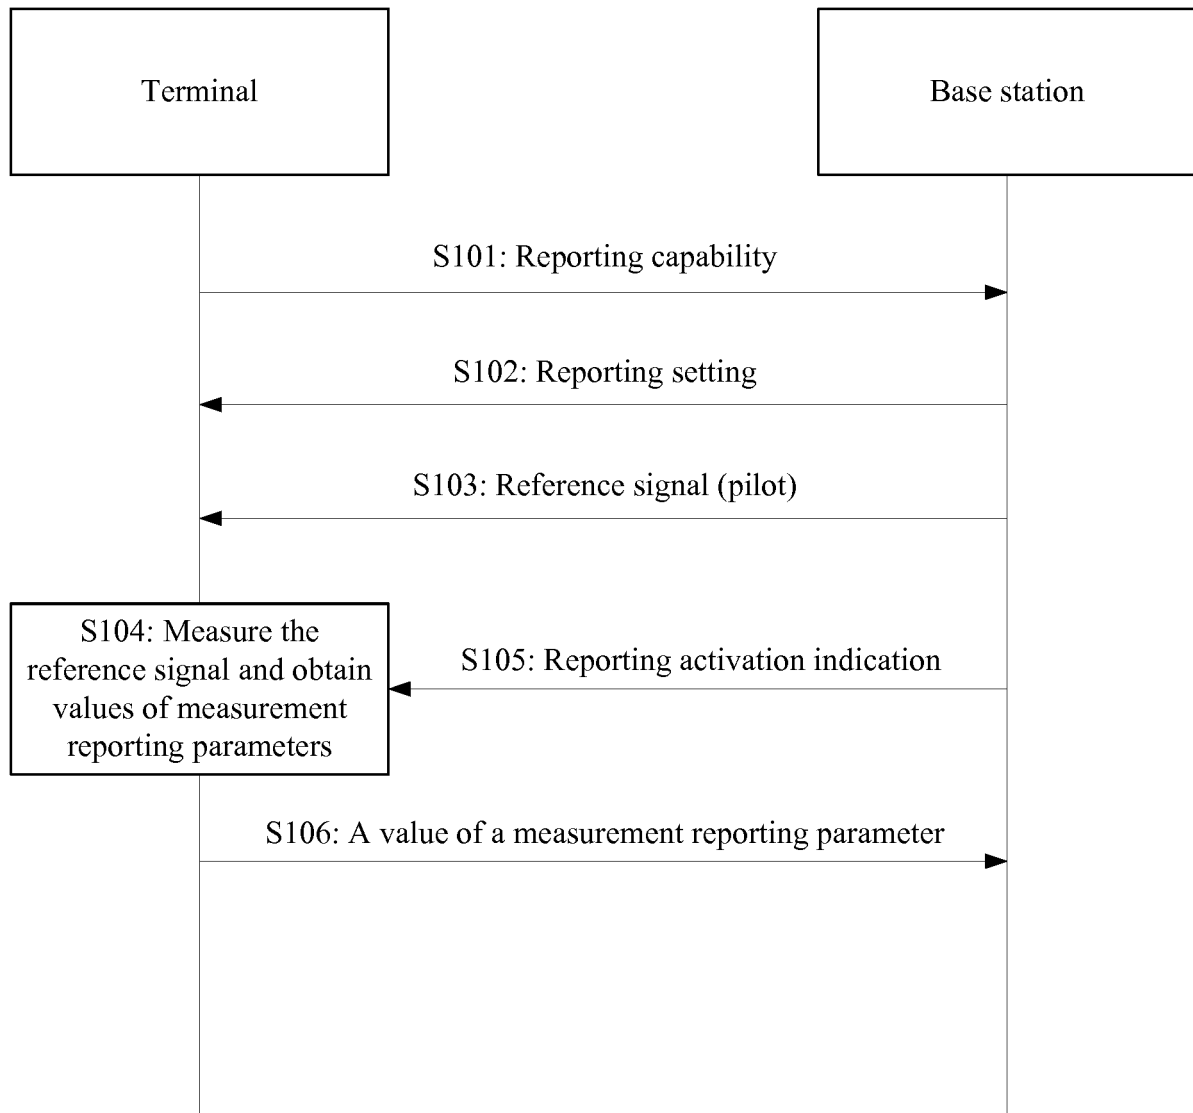 Terminal
Base station
S101: Reporting capability
S102: Reporting setting
S103: Reference signal (pilot)
S104: Measure the
reference signal and obtain
values of measurement
reporting parameters
S105: Reporting activation indication
S106: A value of a measurement reporting parameter